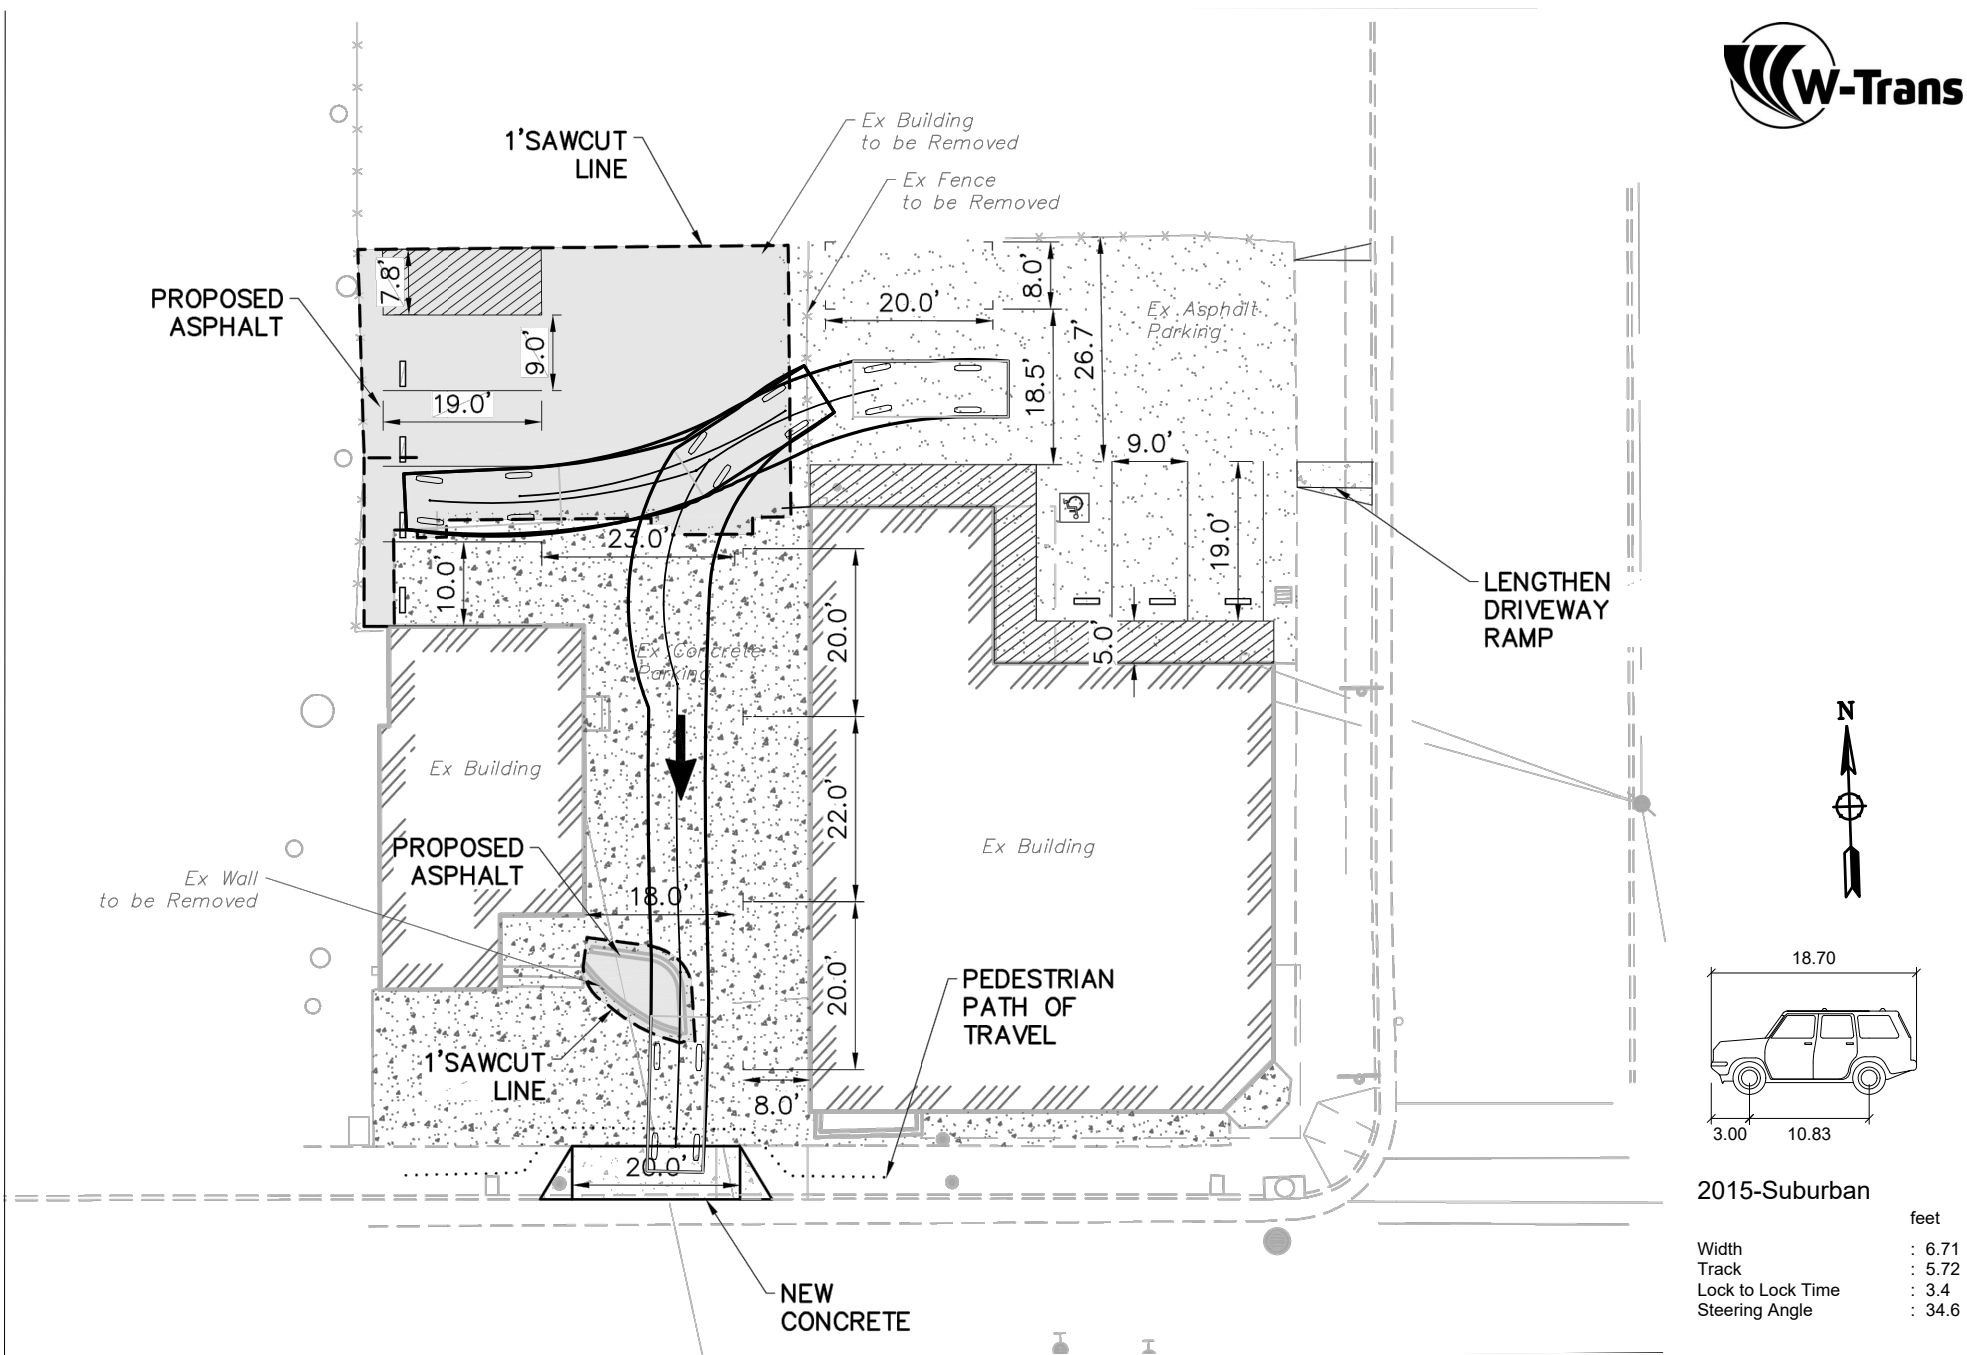 W-Trans
Ex Building
to be Removed
1'SAWCUT
LINE
Ex Fence
to be Removed
7.8'
8.0'
PROPOSED
ASPHALT
20.0'
Ex Asphalt
Parking
9.0'
26.7'
18.5'
19.0'
9.0'
19.0'
23.0'
10.0'
LENGTHEN
DRIVEWAY
RAMP
20.0'
5.0'
Ex Concrete
Parking
N
Ex Building
22.0'
Ex Building
PROPOSED
ASPHALT
Ex Wall
to be Removed
18.0'
20.0'
PEDESTRIAN
PATH OF
TRAVEL
18.70
1'SAWCUT
LINE
8.0'
3.00
10.83
20.0'
2015-Suburban
feet
Width : 6.71
Track : 5.72
Lock to Lock Time : 3.4
Steering Angle : 34.6
NEW
CONCRETE